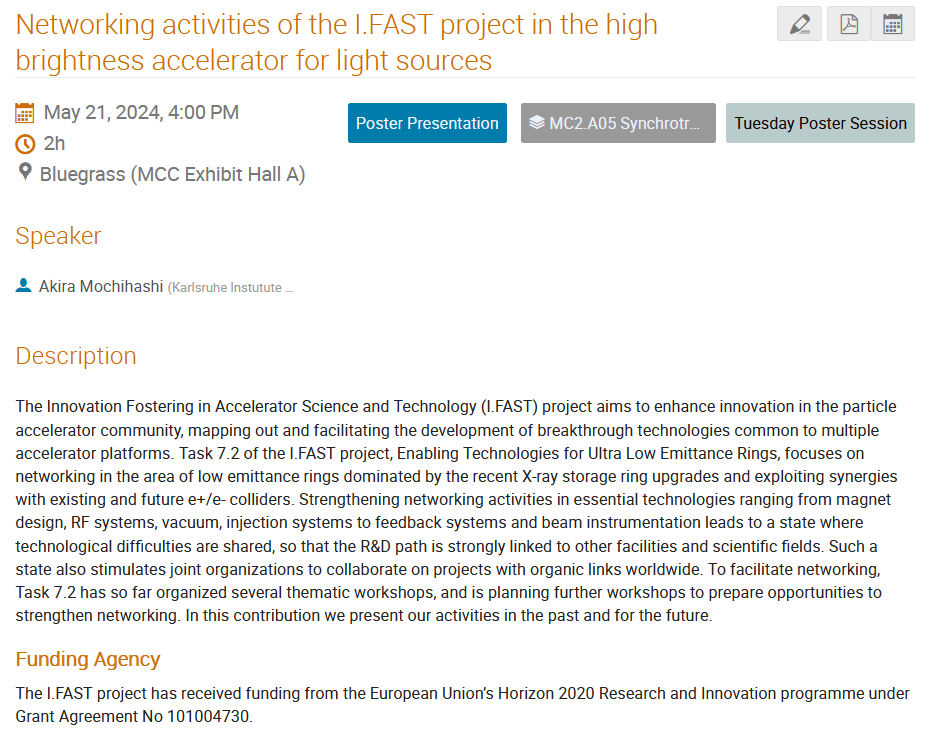 Networking activities of the I.FAST project in the high
brightness accelerator for light sources
May 21, 2024, 4:00 PM
2h
Bluegrass (MCC Exhibit Hall A)
Poster Presentation
MC2.A05 Synchrotr...
Tuesday Poster Session
Speaker
Akira Mochihashi (Karlsruhe Instutute ...
Description
The Innovation Fostering in Accelerator Science and Technology (I.FAST) project aims to enhance innovation in the particle
accelerator community, mapping out and facilitating the development of breakthrough technologies common to multiple
accelerator platforms. Task 7.2 of the I.FAST project, Enabling Technologies for Ultra Low Emittance Rings, focuses on
networking in the area of low emittance rings dominated by the recent X-ray storage ring upgrades and exploiting synergies
with existing and future e+/e- colliders. Strengthening networking activities in essential technologies ranging from magnet
design, RF systems, vacuum, injection systems to feedback systems and beam instrumentation leads to a state where
technological difficulties are shared, so that the R&D path is strongly linked to other facilities and scientific fields. Such a
state also stimulates joint organizations to collaborate on projects with organic links worldwide. To facilitate networking,
Task 7.2 has so far organized several thematic workshops, and is planning further workshops to prepare opportunities to
strengthen networking. In this contribution we present our activities in the past and for the future.
Funding Agency
The I.FAST project has received funding from the European Union’s Horizon 2020 Research and Innovation programme under
Grant Agreement No 101004730.